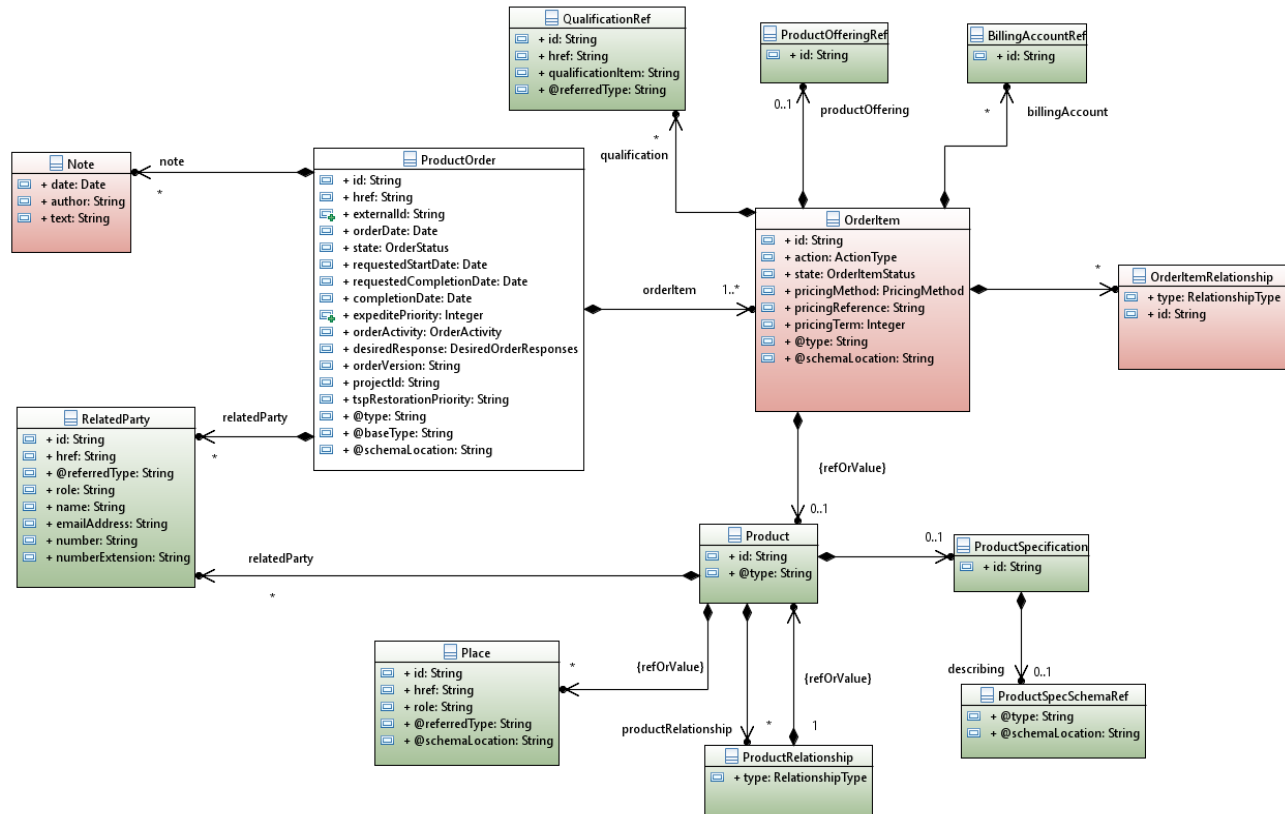 QualificationRef
+ id: String
+ href: String
+ qualificationItem: String
+ @referredType: String
ProductOfferingRef
+ id: String
BillingAccountRef
+ id: String
*
qualification
0..1
productOffering
*
billingAccount
Note
+ date: Date
+ author: String
+ text: String
note
*
ProductOrder
+ id: String
+ href: String
+ externalId: String
+ orderDate: Date
+ state: OrderStatus
+ requestedStartDate: Date
+ requestedCompletionDate: Date
+ completionDate: Date
+ expeditePriority: Integer
+ orderActivity: OrderActivity
+ desiredResponse: DesiredOrderResponses
+ orderVersion: String
+ projectId: String
+ tspRestorationPriority: String
+ @type: String
+ @baseType: String
+ @schemaLocation: String
orderItem
1..*
OrderItem
+ id: String
+ action: ActionType
+ state: OrderItemStatus
+ pricingMethod: PricingMethod
+ pricingReference: String
+ pricingTerm: Integer
+ @type: String
+ @schemaLocation: String
*
OrderItemRelationship
+ type: RelationshipType
+ id: String
RelatedParty
+ id: String
+ href: String
+ @referredType: String
+ role: String
+ name: String
+ emailAddress: String
+ number: String
+ numberExtension: String
relatedParty
*
{refOrValue}
0..1
relatedParty
*
Product
+ id: String
+ @type: String
0..1
ProductSpecification
+ id: String
Place
+ id: String
+ href: String
+ role: String
+ @referredType: String
+ @schemaLocation: String
*
{refOrValue}
{refOrValue}
productRelationship
*
1
ProductRelationship
+ type: RelationshipType
describing
0..1
ProductSpecSchemaRef
+ @type: String
+ @schemaLocation: String